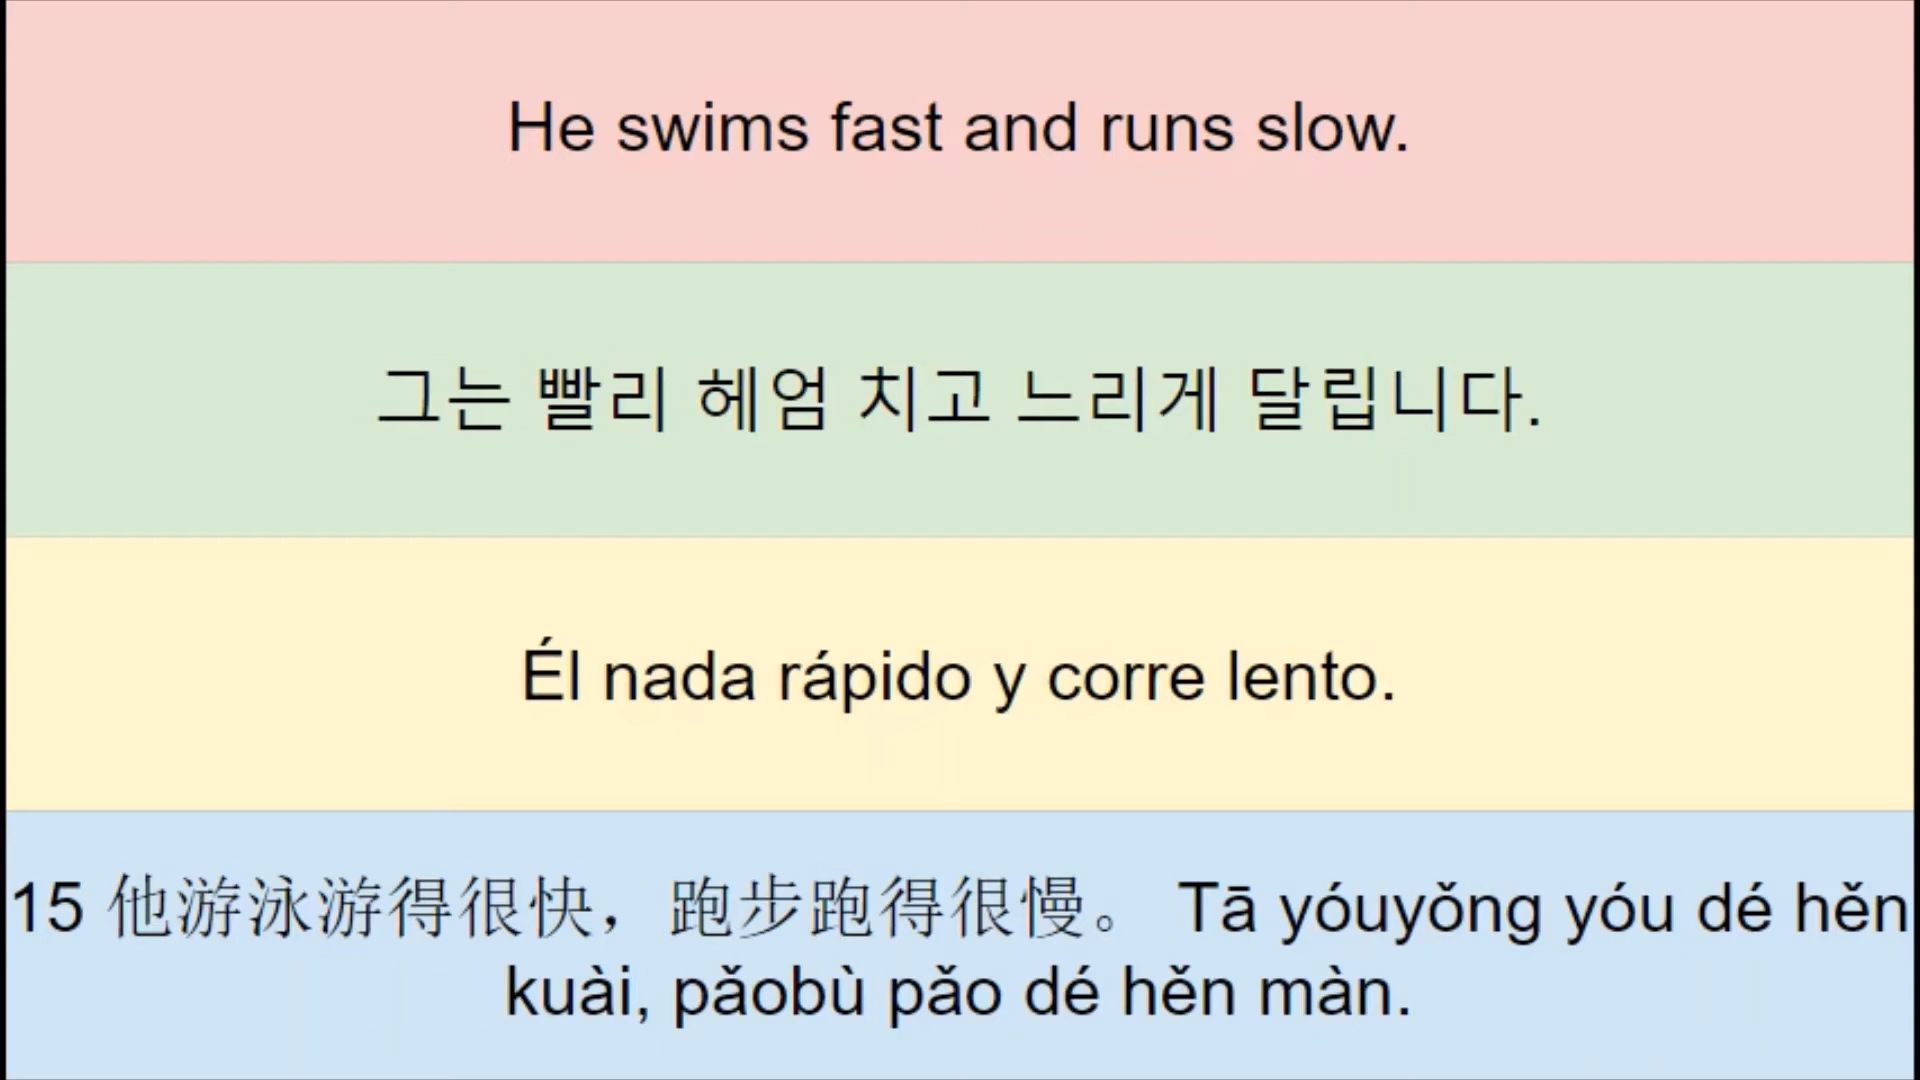 He swims fast and runs slow.
그는 빨리 헤엄 치고 느리게 달립니다.
Él nada rápido y corre lento.
15 他游泳游得很快，跑步跑得很慢。 Tā yóuyǒng yóu dé hěn
kuài, pǎobù pǎo dé hěn màn.